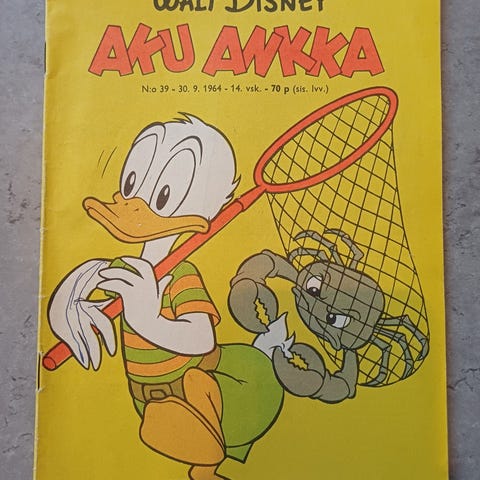 WALT DISNEY
AKU ANKKA
N:o 39 - 30. 9. 1964 - 14. vsk. - 70 p (sis. lvv.)